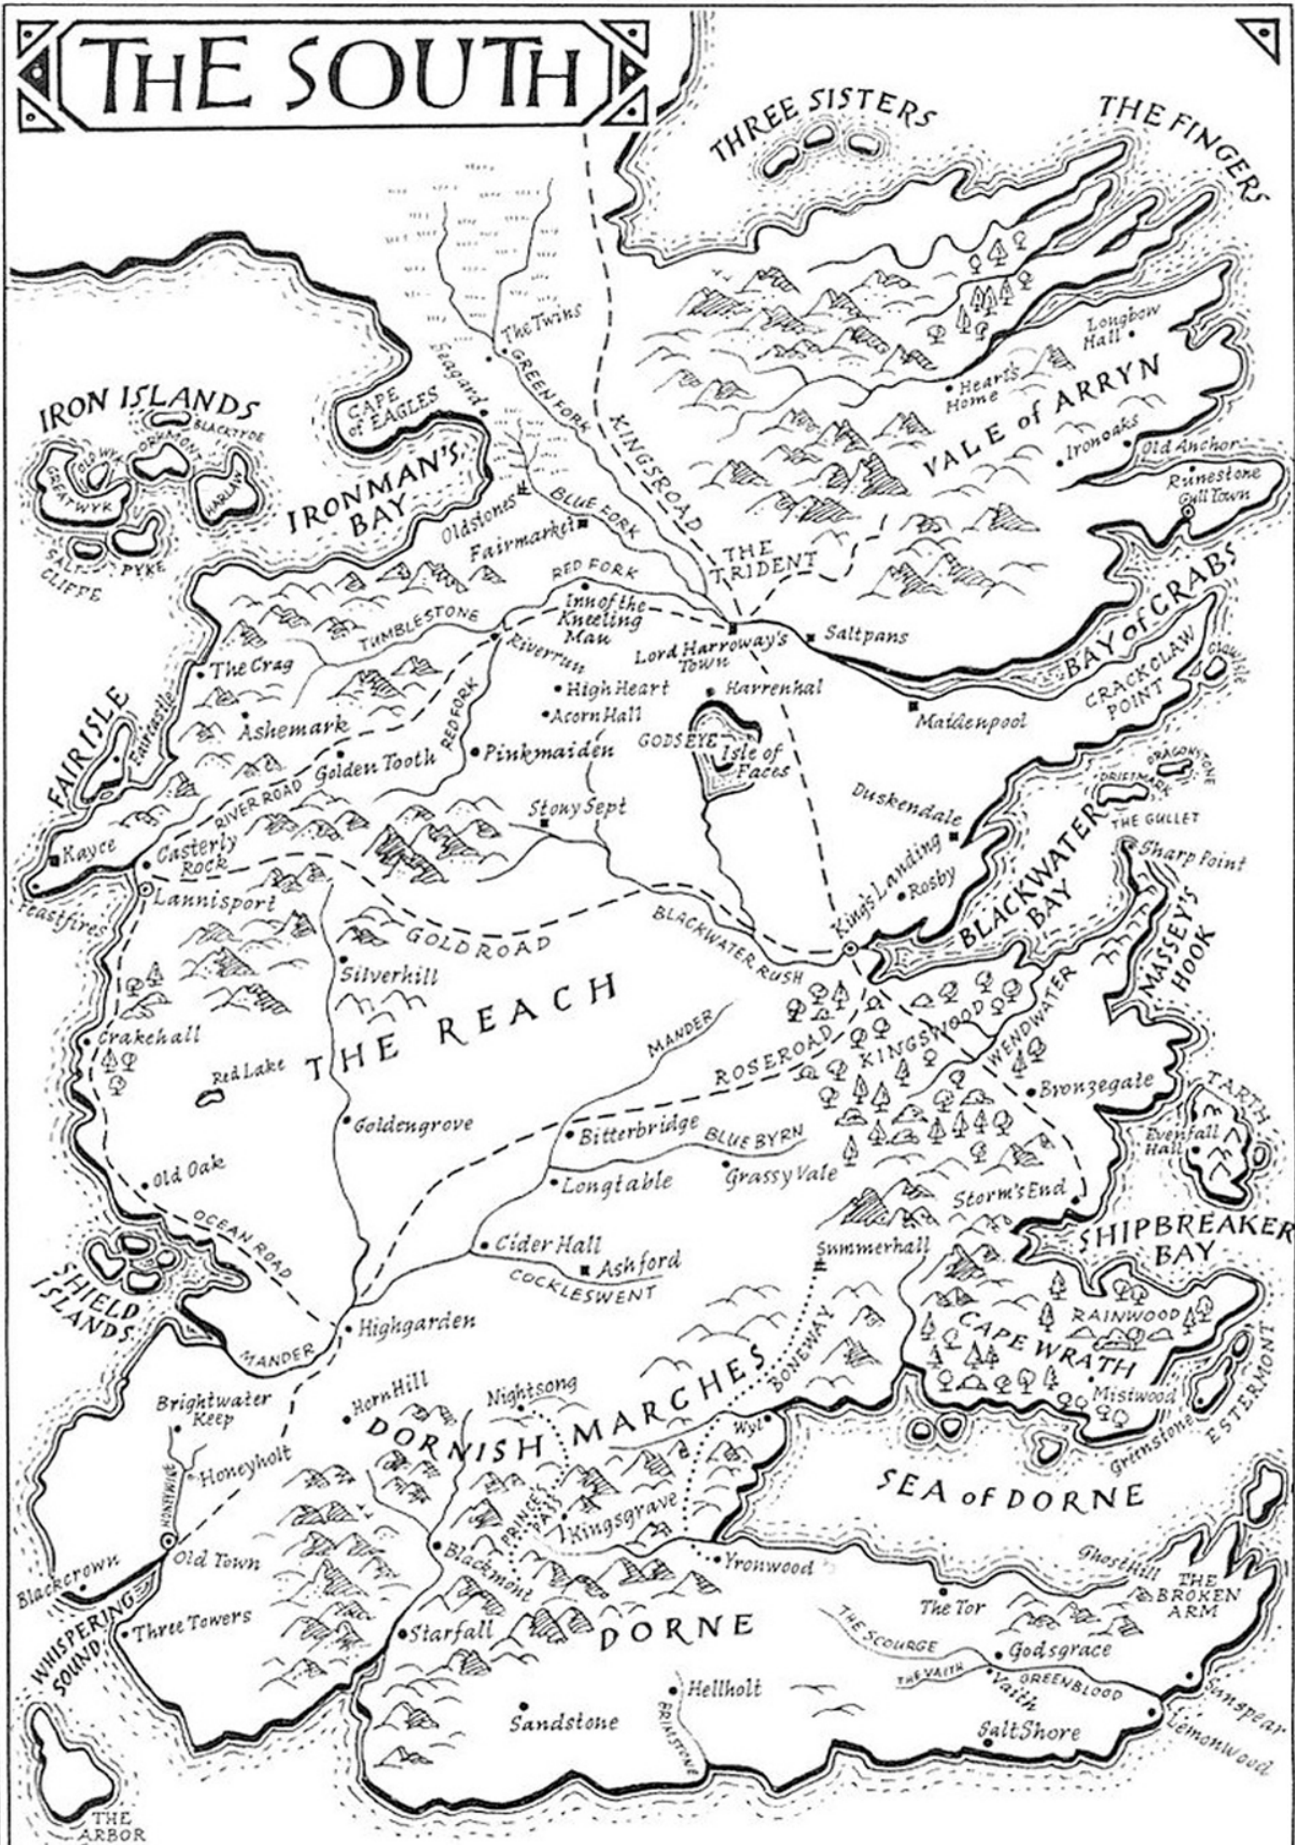 THE SOUTH
THREE SISTERS
THE FINGERS
The Twins
Seagard
GREEN FORK
KINGSROAD
Longbow
Hall
Heart's
Home
VALE of ARRYN
Ironoaks
Old Anchor
Runestone
Gull Town
IRON ISLANDS
BLACKTYDE
ORKMONT
OLD WYK
GREAT WYK
HARLAW
SALT-
CLIFFE
PYKE
CAPE
of EAGLES
IRONMAN'S
BAY
Oldstones
Fairmarket
BLUE FORK
THE
TRIDENT
RED FORK
Inn of the
Kneeling
Man
TUMBLESTONE
Riverrun
Lord Harroway's
Town
Saltpans
BAY of CRABS
CRACKCLAW
POINT
Claw Isle
The Crag
High Heart
Harrenhal
Maidenpool
FAIR ISLE
Faircastle
Ashemark
Acorn Hall
RED FORK
Golden Tooth
Pinkmaiden
GODS EYE
Isle of
Faces
DRAGONSTONE
DRIFTMARK
THE GULLET
RIVER ROAD
Stony Sept
Duskendale
Sharp Point
Kayce
Casterly
Rock
Feastfires
Lannisport
King's Landing
Rosby
BLACKWATER
BAY
MASSEY'S
HOOK
GOLD ROAD
BLACKWATER RUSH
Silverhill
THE REACH
Crakehall
MANDER
ROSEROAD
KINGSWOOD
WENDWATER
Red Lake
Bronzegate
TARTH
Evenfall
Hall
Goldengrove
Bitterbridge
BLUEBYRN
Grassy Vale
Longtable
Old Oak
Storm's End
OCEAN ROAD
Cider Hall
Ashford
COCKLESWENT
Summerhall
SHIPBREAKER
BAY
SHIELD
ISLANDS
Highgarden
MANDER
RAINWOOD
CAPE WRATH
Mistwood
ESTERMONT
Greenstone
BONEWAY
Brightwater
Keep
Horn Hill
Nightsong
DORNISH MARCHES
Wyl
Honeyholt
SEA of DORNE
PRINCE'S
PASS
Kingsgrave
Old Town
Blackcrown
Blackmont
Yronwood
Ghost Hill
THE
BROKEN
ARM
WHISPERING
SOUND
Three Towers
Starfall
DORNE
The Tor
THE SCOURGE
Godsgrace
THE VAITH
Vaith
GREENBLOOD
Hellholt
BRIMSTONE
Sandstone
Salt Shore
Sunspear
Lemonwood
THE
ARBOR